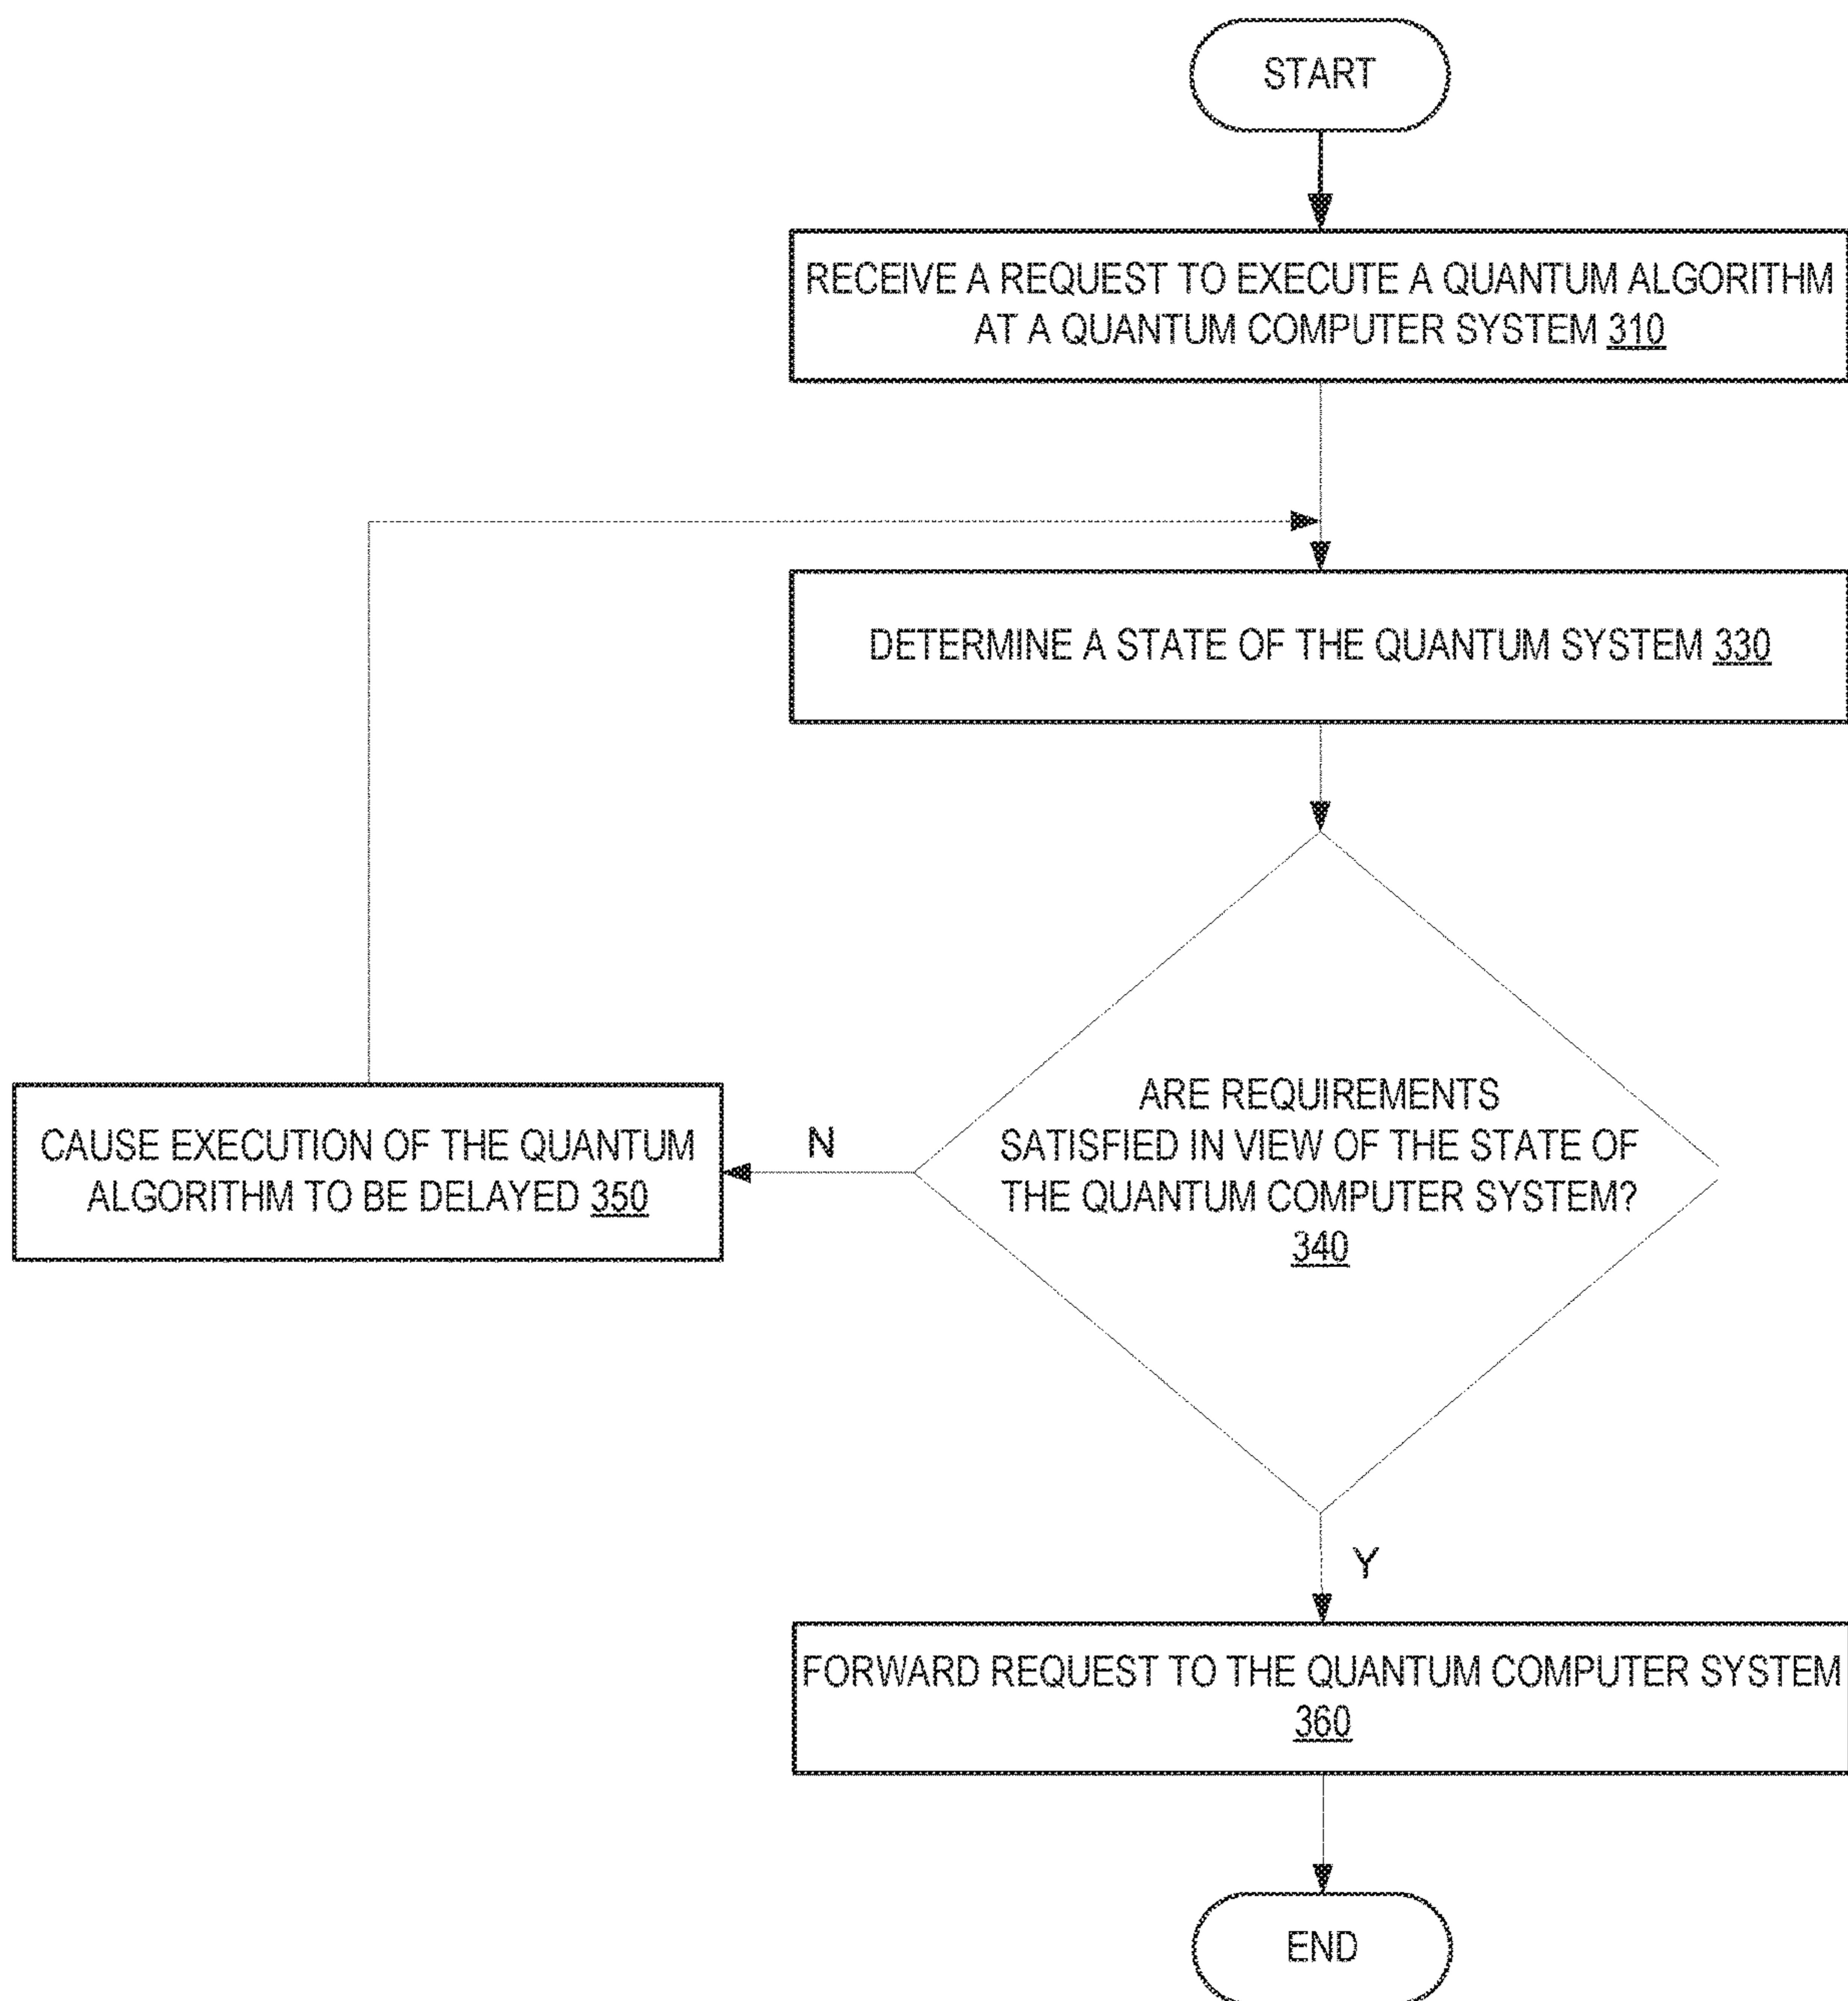 START
RECEIVE A REQUEST TO EXECUTE A QUANTUM ALGORITHM
AT A QUANTUM COMPUTER SYSTEM 310
DETERMINE A STATE OF THE QUANTUM SYSTEM 330
ARE REQUIREMENTS
SATISFIED IN VIEW OF THE STATE OF
THE QUANTUM COMPUTER SYSTEM?
340
N
CAUSE EXECUTION OF THE QUANTUM
ALGORITHM TO BE DELAYED 350
Y
FORWARD REQUEST TO THE QUANTUM COMPUTER SYSTEM
360
END